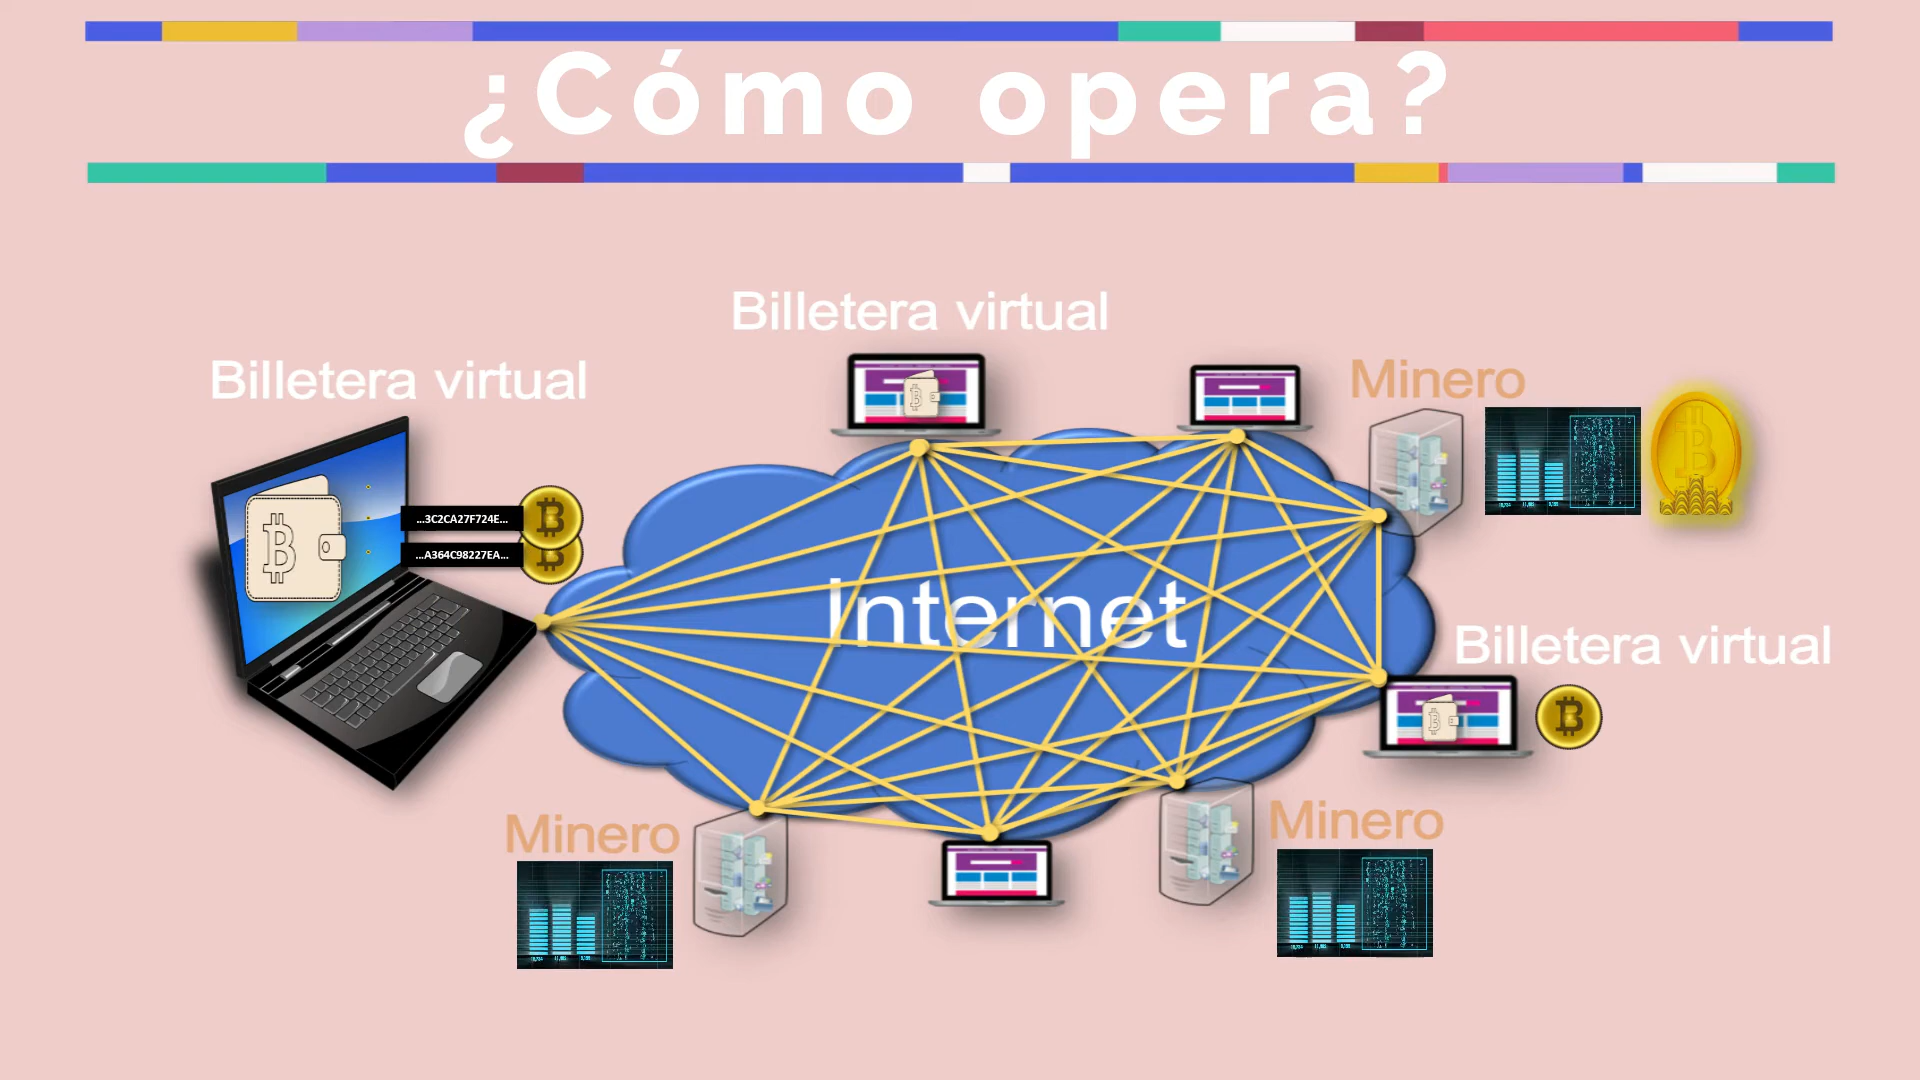 ¿Cómo opera?
Billetera virtual
Billetera virtual
Minero
...3C2CA27F724E...
...A364C98227EA...
Internet
Billetera virtual
Minero
Minero